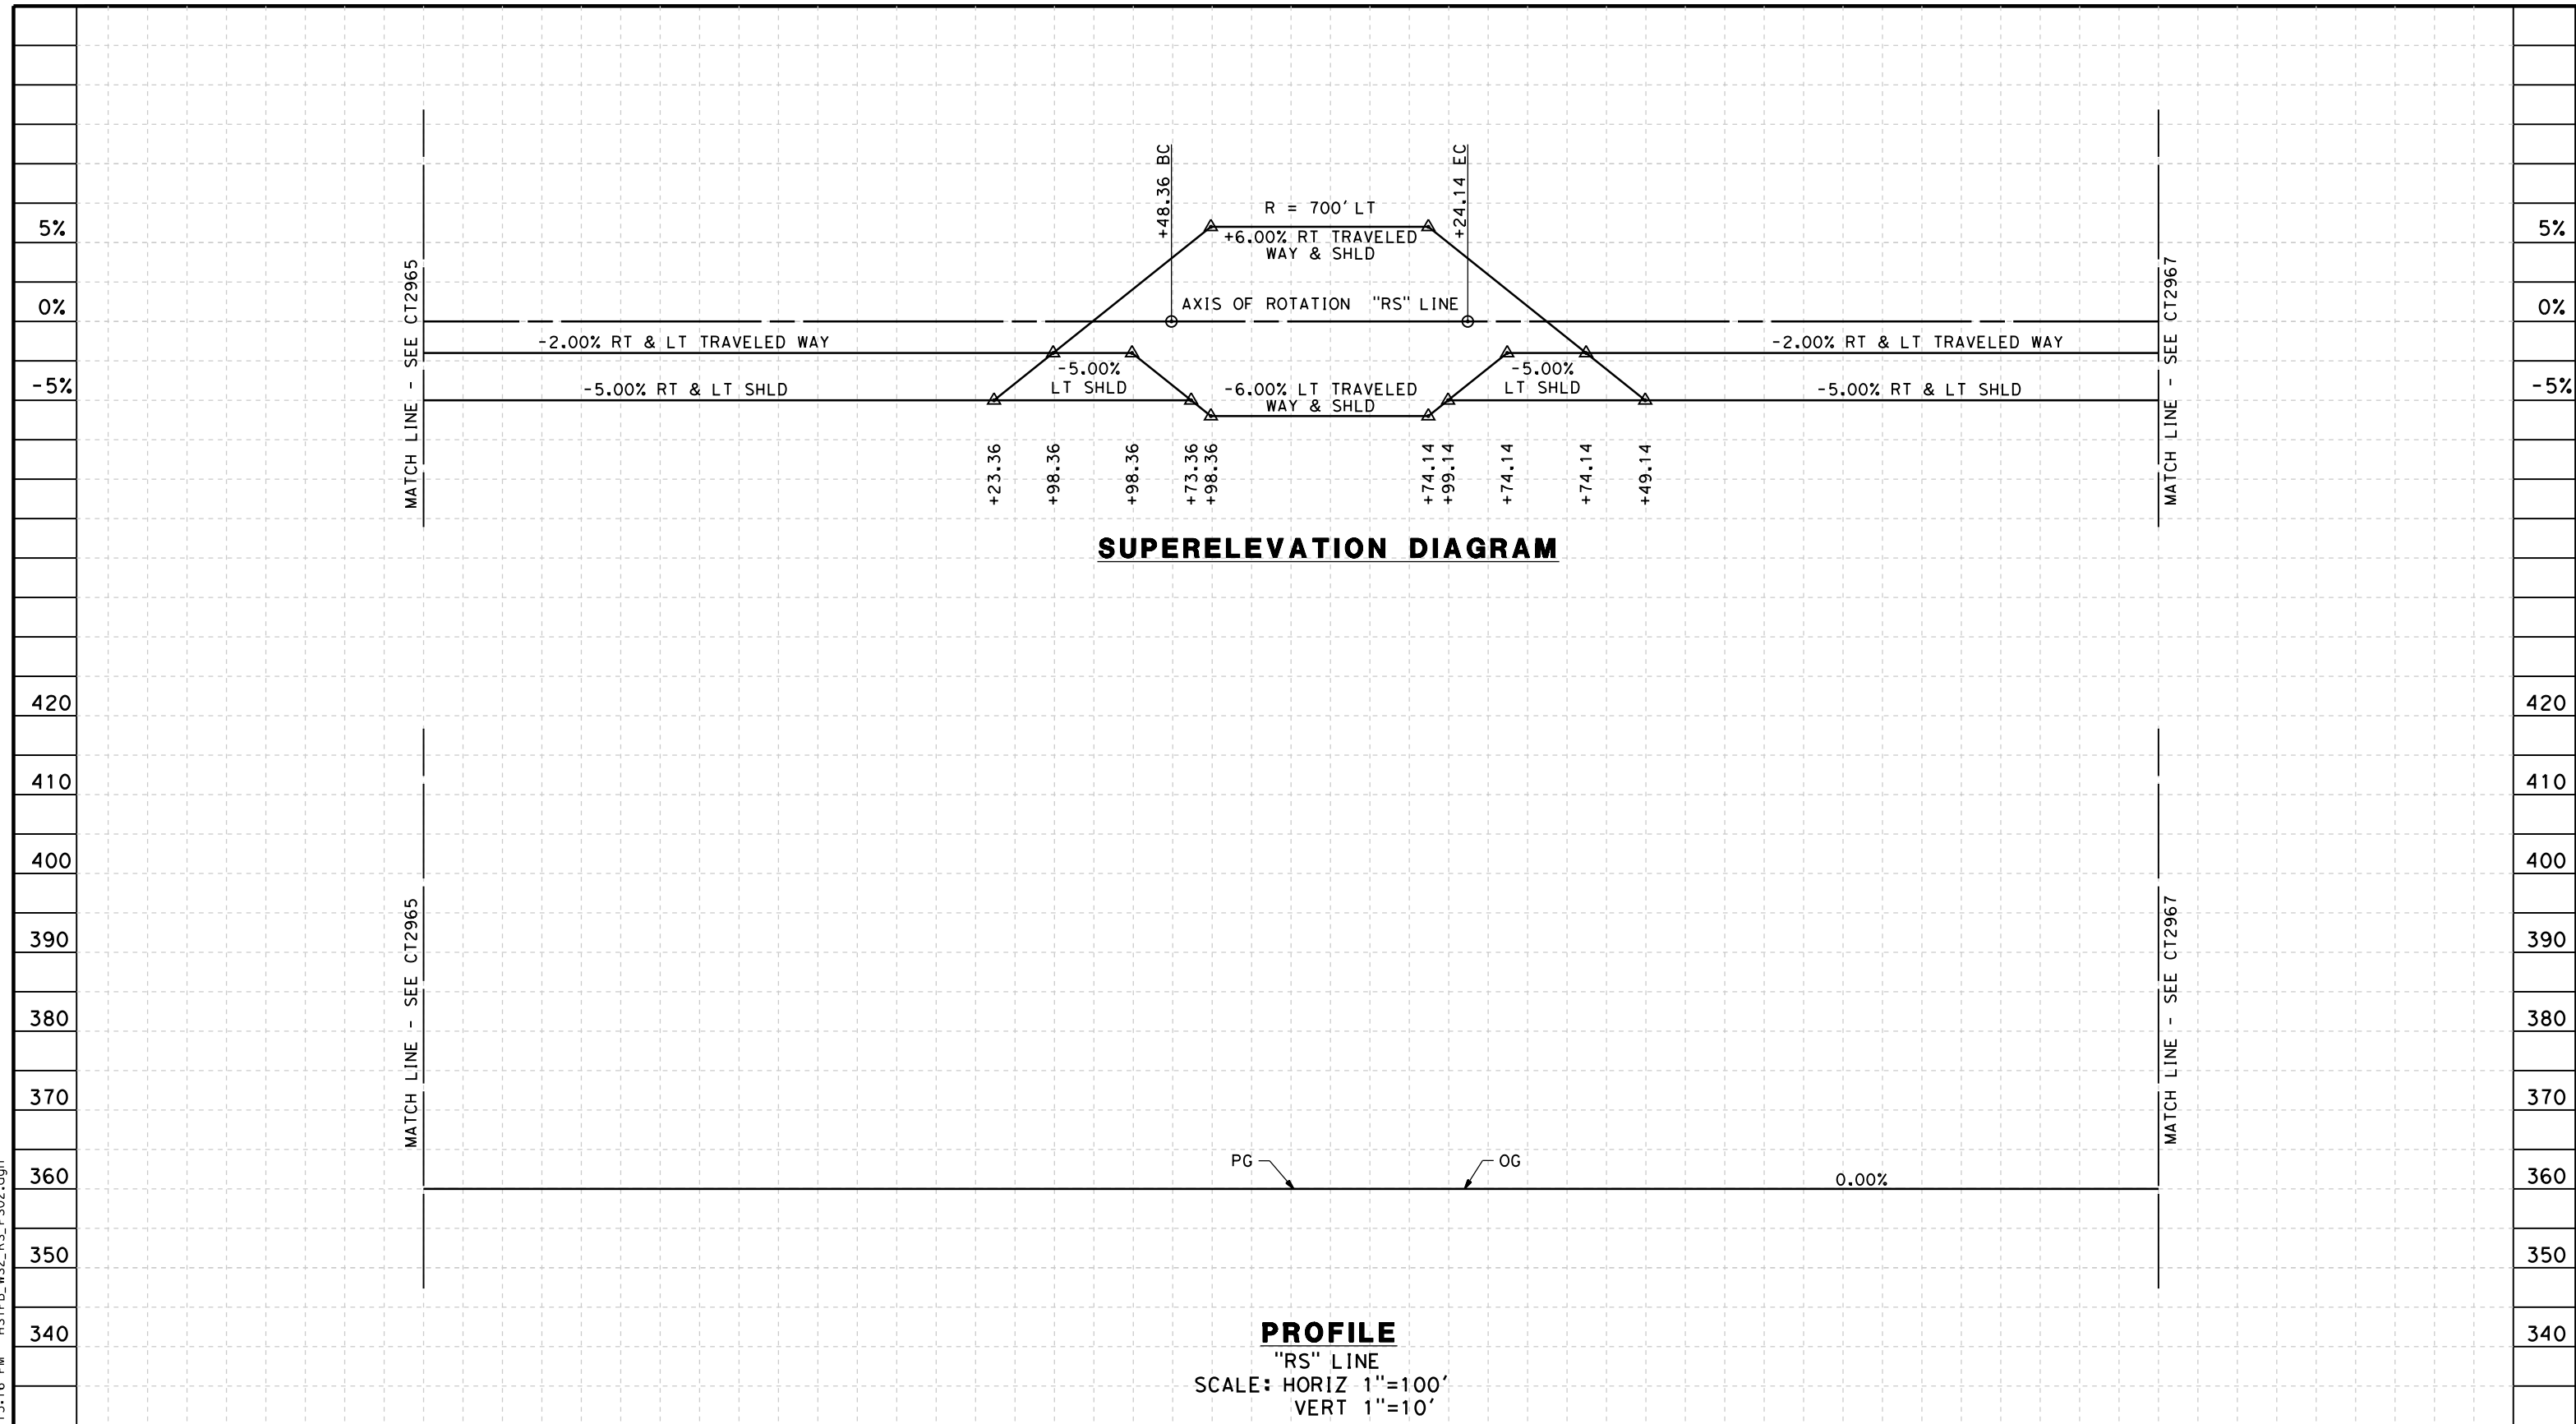 +48.36 BC
+24.14 EC
R = 700' LT
5%
5%
+6.00% RT TRAVELED
WAY & SHLD
AXIS OF ROTATION "RS" LINE
0%
0%
-2.00% RT & LT TRAVELED WAY
-2.00% RT & LT TRAVELED WAY
-5.00%
LT SHLD
-5.00%
LT SHLD
-5%
-5%
-5.00% RT & LT SHLD
-6.00% LT TRAVELED
WAY & SHLD
-5.00% RT & LT SHLD
MATCH LINE - SEE CT2965
MATCH LINE - SEE CT2967
+23.36
+98.36
+98.36
+73.36
+98.36
+74.14
+99.14
+74.14
+74.14
+49.14
SUPERELEVATION DIAGRAM
420
420
410
410
400
400
390
390
380
380
370
370
360
360
350
350
340
340
MATCH LINE - SEE CT2965
MATCH LINE - SEE CT2967
PG
OG
0.00%
PROFILE
"RS" LINE
SCALE: HORIZ 1"=100'
VERT 1"=10'